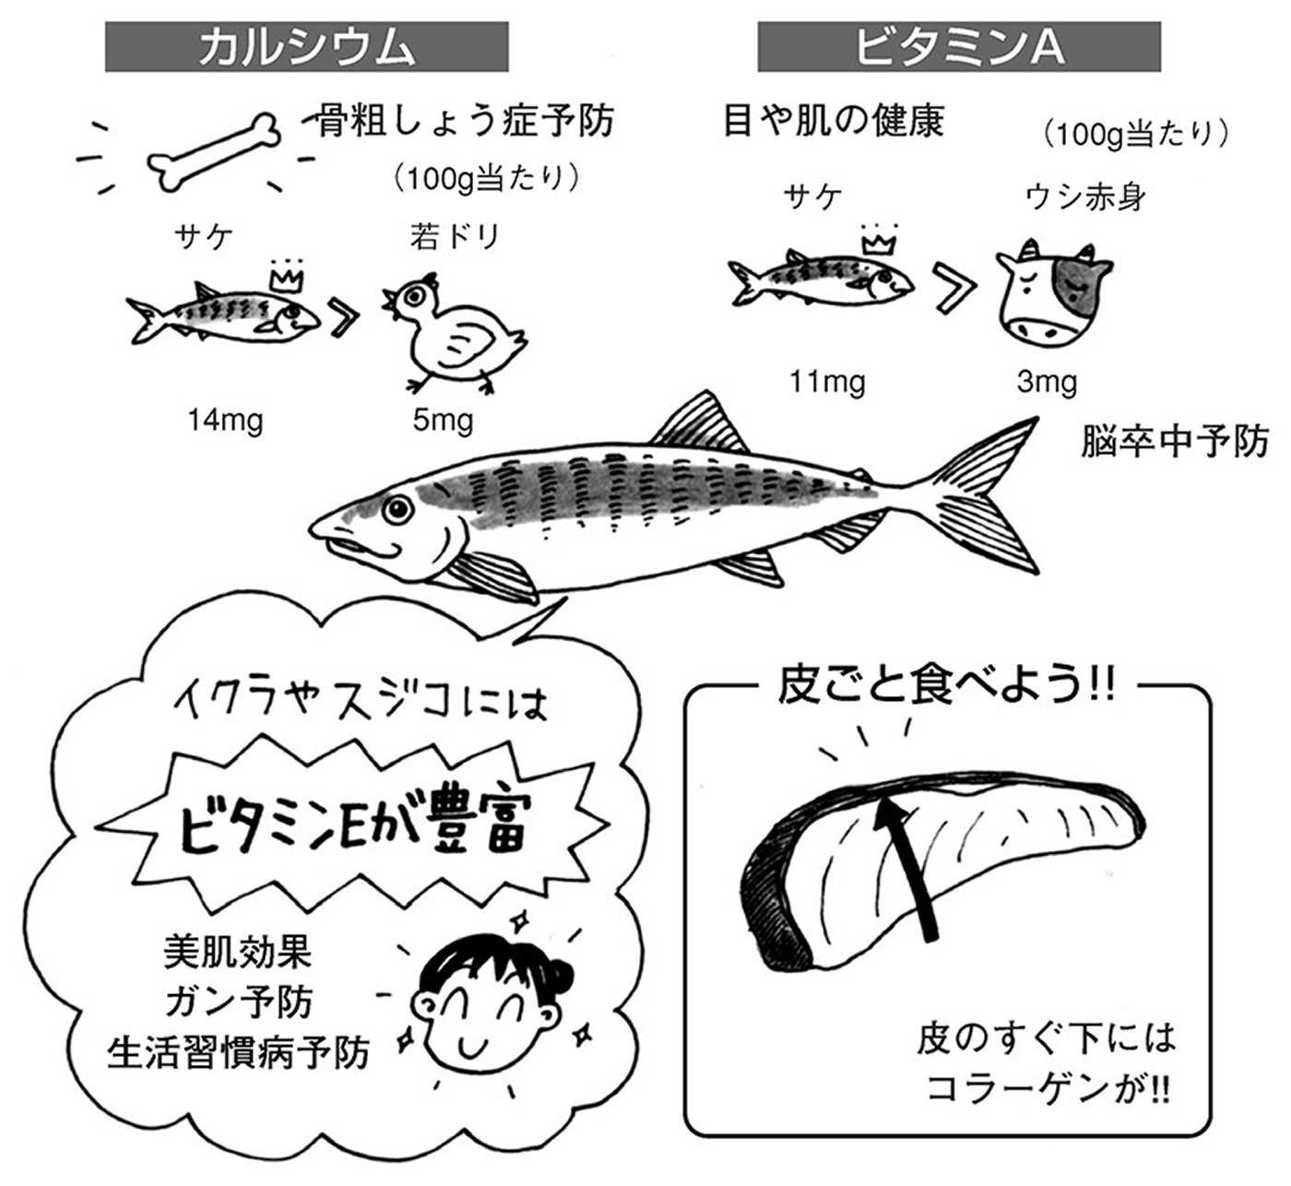 カルシウム
骨粗しょう症予防
（100g当たり）
サケ
若ドリ
14mg
>
5mg
ビタミンA
目や肌の健康
（100g当たり）
サケ
ウシ赤身
11mg
>
3mg
脳卒中予防
イクラやスジコには
ビタミンEが豊富
美肌効果
ガン予防
生活習慣病予防
皮ごと食べよう!!
皮のすぐ下には
コラーゲンが!!